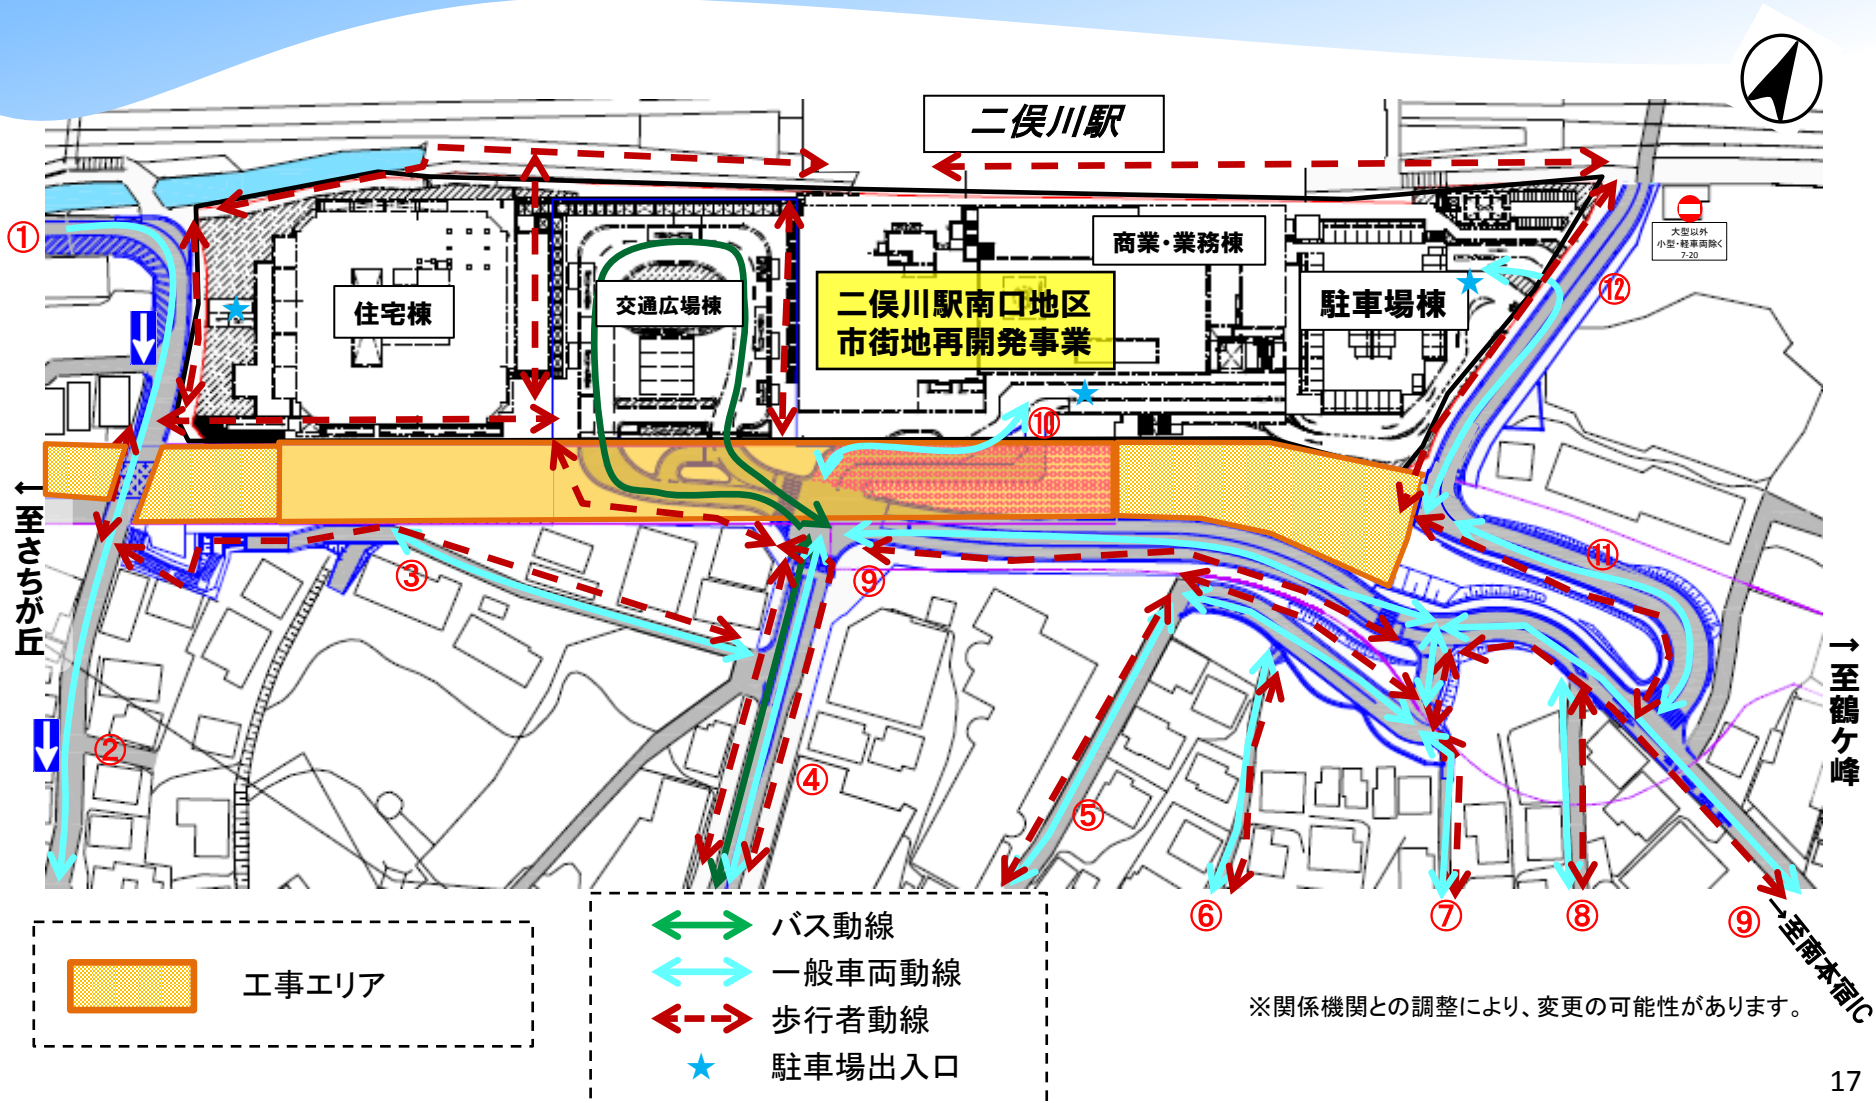 二俣川駅
①
大型以外
小型・軽車両除く
7-20
商業・業務棟
⑫
住宅棟
交通広場棟
二俣川駅南口地区
市街地再開発事業
駐車場棟
⑩
←至さちが丘
③
⑨
⑪
→至鶴ケ峰
②
④
⑤
⑥
⑦
⑧
⑨
→至南本宿IC
工事エリア
バス動線
一般車両動線
歩行者動線
駐車場出入口
※関係機関との調整により、変更の可能性があります。
17